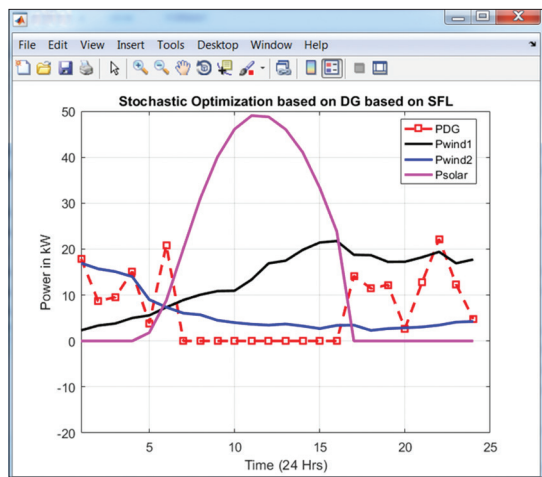 File Edit View Insert Tools Desktop Window Help
Stochastic Optimization based on DG based on SFL
50
40
30
20
10
0
-10
-20
Power in kW
PDG
Pwind1
Pwind2
Psolar
5 10 15 20 25
Time (24 Hrs)